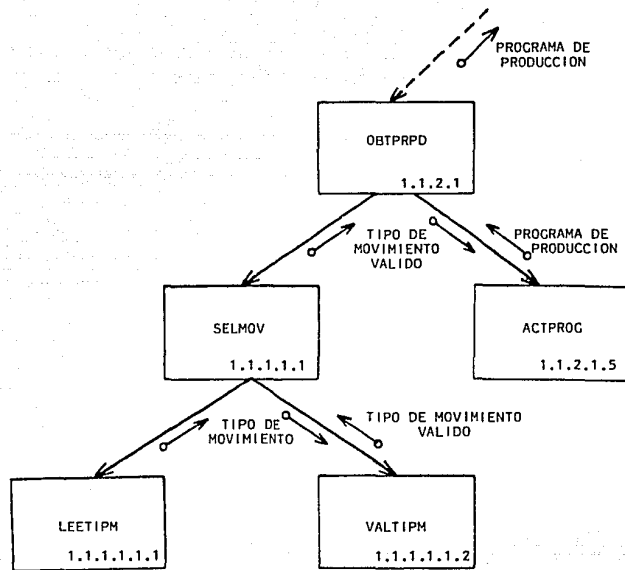 PROGRAMA DE
PRODUCCION
OBTPRPD
1.1.2.1
TIPO DE
MOVIMIENTO
VALIDO
PROGRAMA DE
PRODUCCION
SELMOV
1.1.1.1.1
ACTPROG
1.1.2.1.5
TIPO DE
MOVIMIENTO
TIPO DE MOVIMIENTO
VALIDO
LEETIPM
1.1.1.1.1.1
VALTIPM
1.1.1.1.1.2